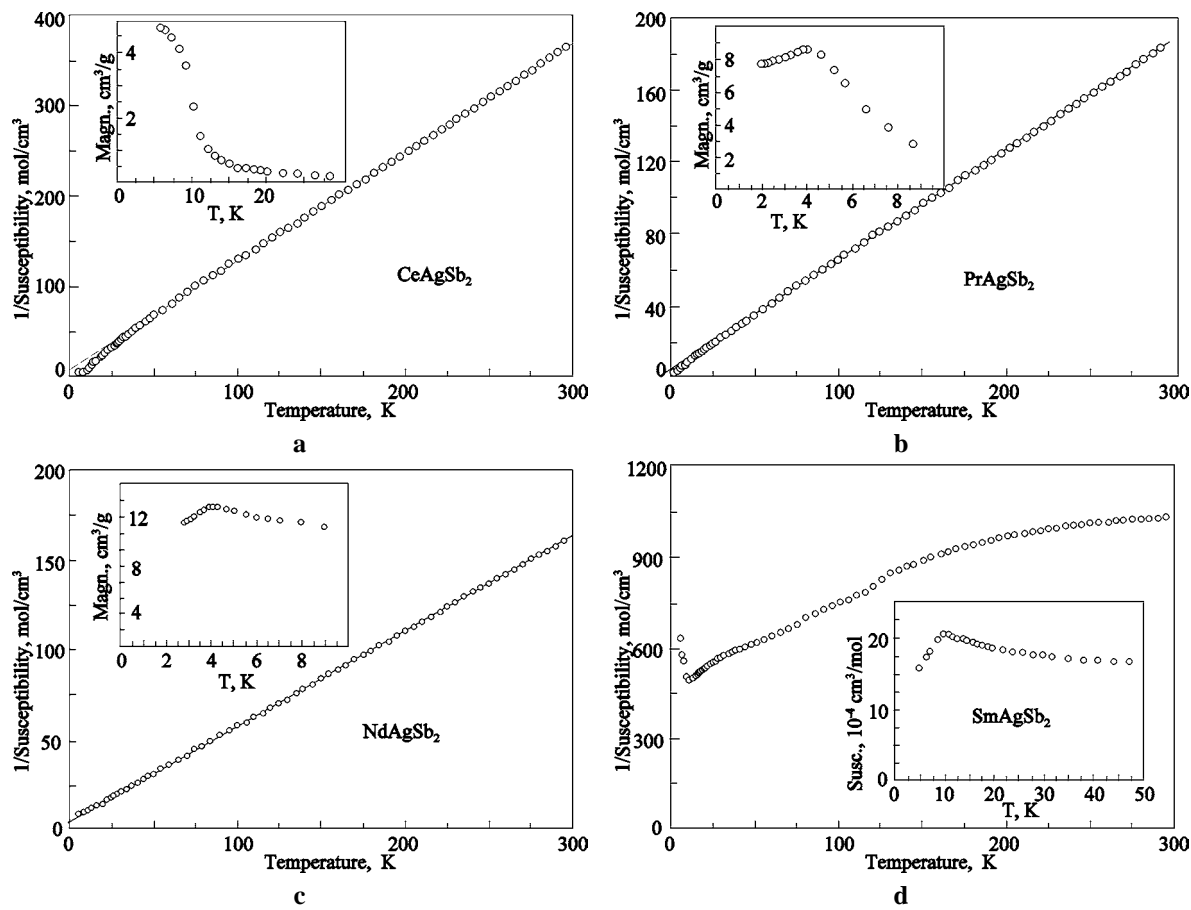 400
300
200
100
0
1/Susceptibility, mol/cm³
0 100 200 300
Temperature, K
CeAgSb₂
4
2
Magn., cm³/g
0 10 20
T, K
a
200
160
120
80
40
0
1/Susceptibility, mol/cm³
0 100 200 300
Temperature, K
PrAgSb₂
8
6
4
2
Magn., cm³/g
0 2 4 6 8
T, K
b
200
150
100
50
0
1/Susceptibility, mol/cm³
0 100 200 300
Temperature, K
NdAgSb₂
12
8
4
Magn., cm³/g
0 2 4 6 8
T, K
c
1200
900
600
300
0
1/Susceptibility, mol/cm³
0 100 200 300
Temperature, K
SmAgSb₂
20
10
0
Susc., 10⁻⁴ cm³/mol
0 10 20 30 40 50
T, K
d